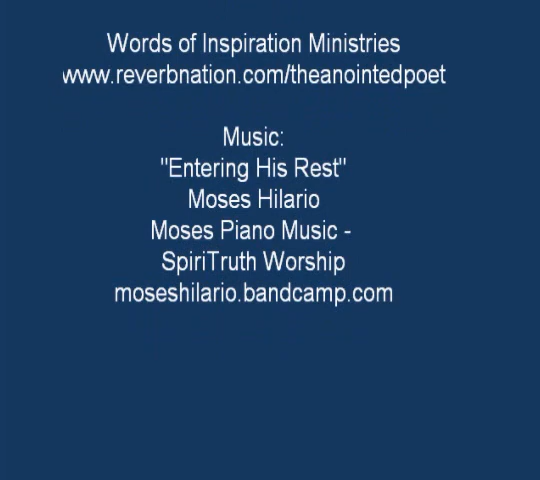 Words of Inspiration Ministries
www.reverbnation.com/theanointedpoet
Music:
"Entering His Rest"
Moses Hilario
Moses Piano Music -
SpiriTruth Worship
moseshilario.bandcamp.com